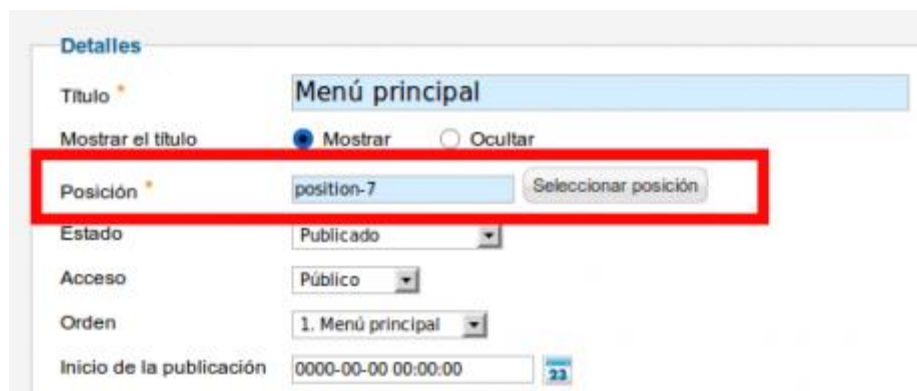 Detalles
Título *
Menú principal
Mostrar el título
Mostrar
Ocultar
Posición *
position-7
Seleccionar posición
Estado
Publicado
Acceso
Público
Orden
1. Menú principal
Inicio de la publicación
0000-00-00 00:00:00
23